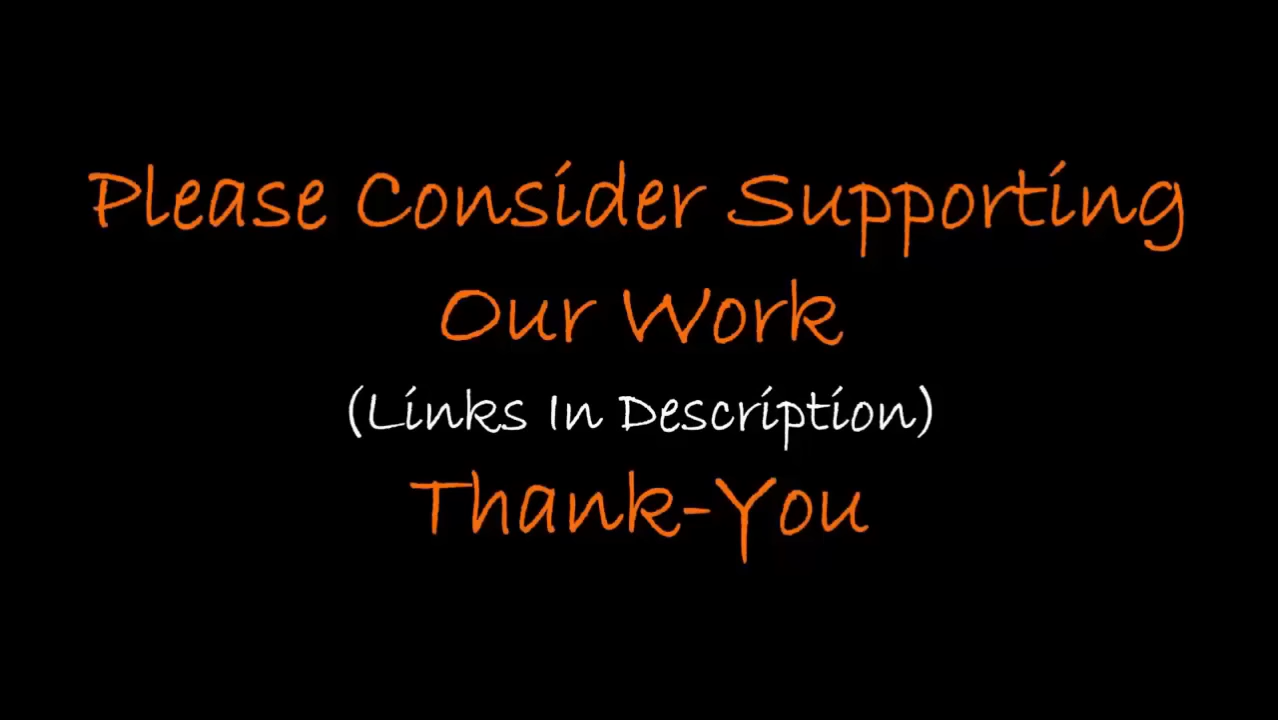 Please Consider Supporting
Our Work
(Links In Description)
Thank-You